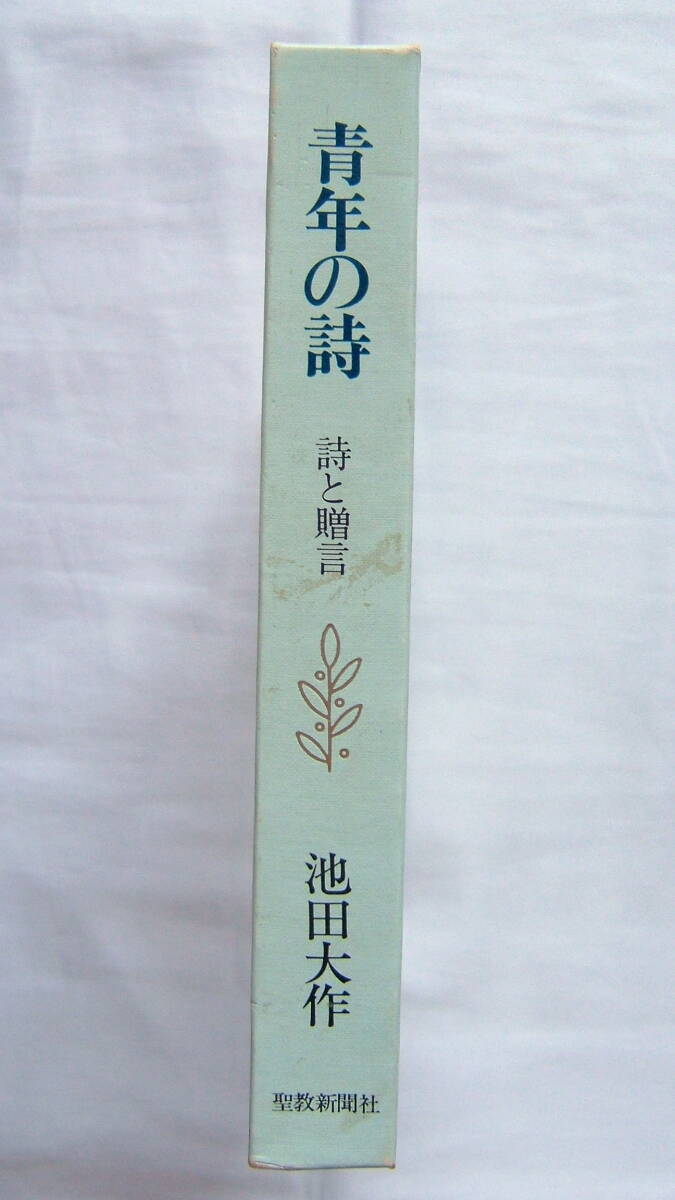 青年の詩
詩と贈言
池田大作
聖教新聞社